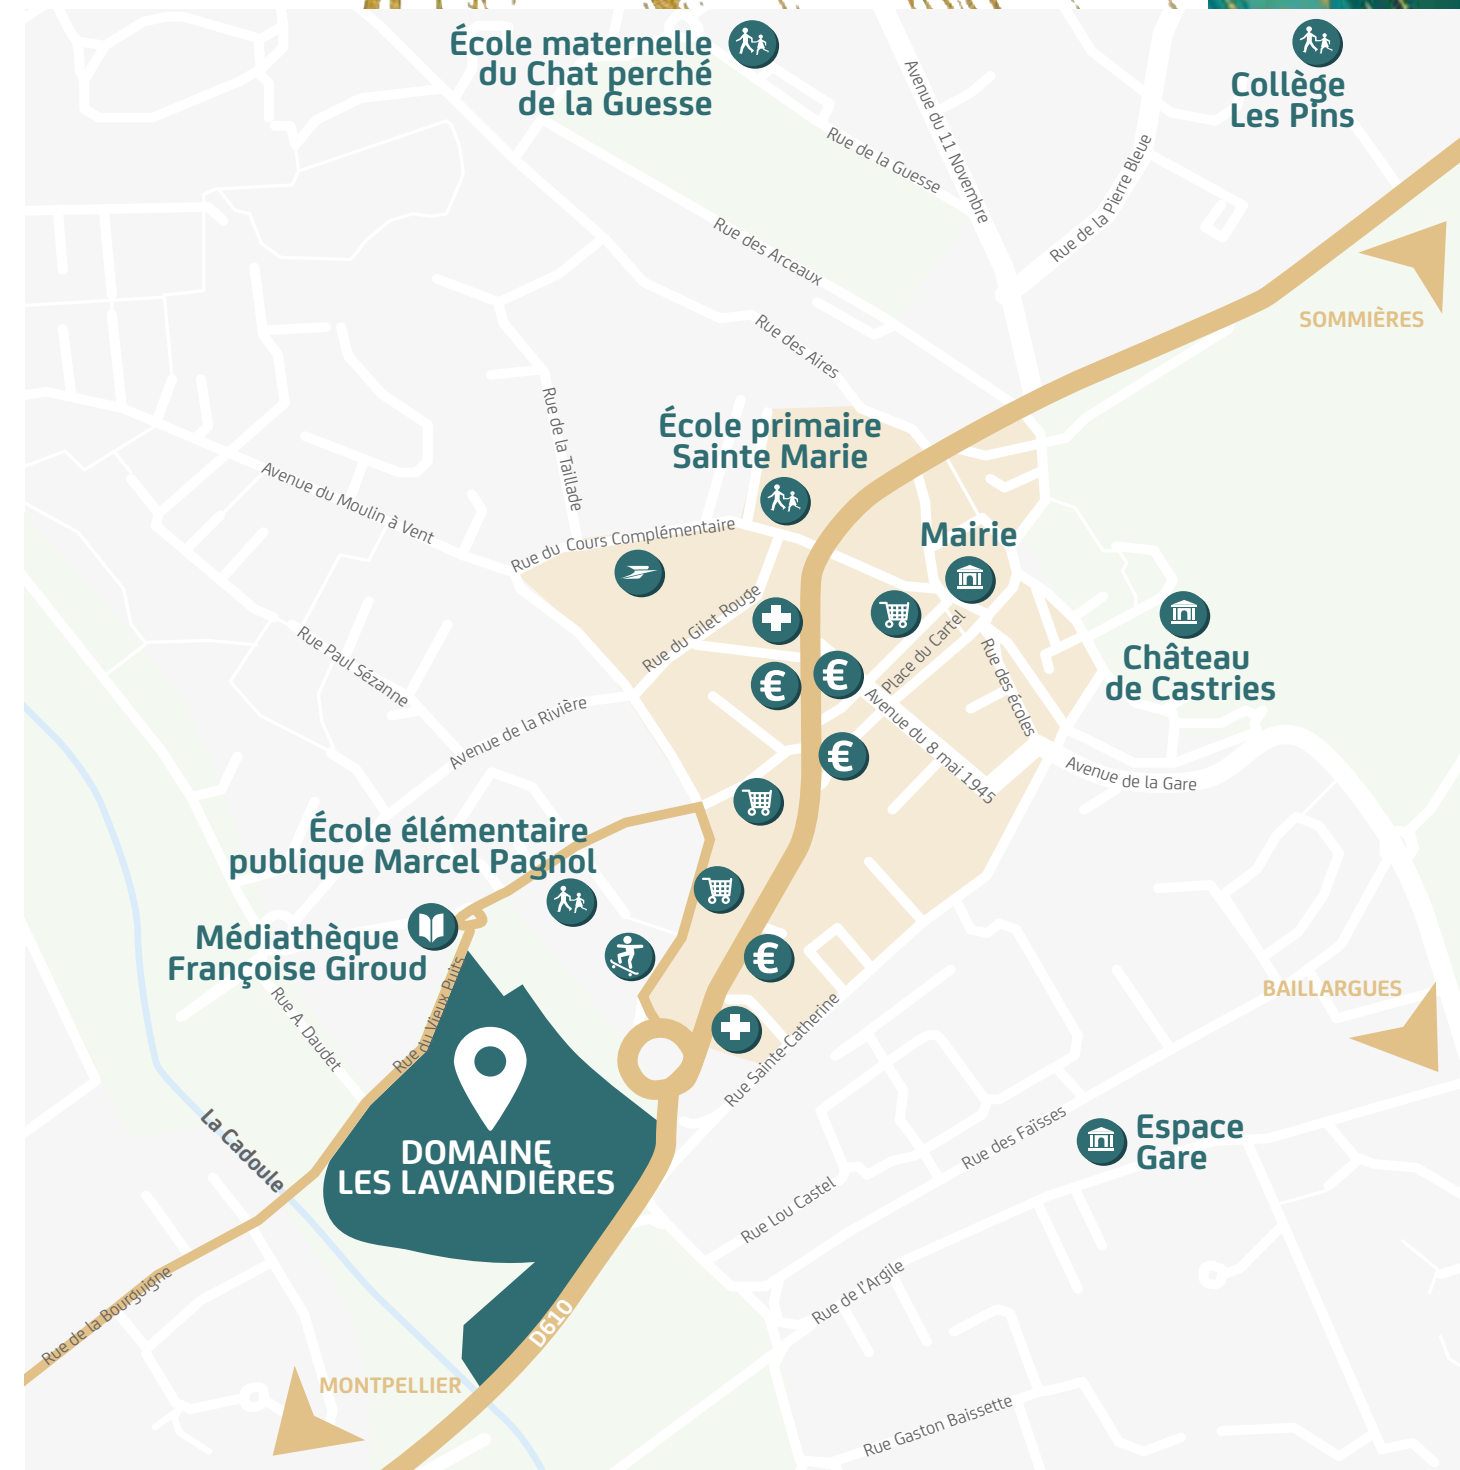 École maternelle
du Chat perché
de la Guesse
Collège
Les Pins
Avenue du 11 Novembre
Rue de la Guesse
Rue de la Pierre Bleue
Rue des Arceaux
SOMMIÈRES
Rue des Aires
Rue de la Taillade
École primaire
Sainte Marie
Avenue du Moulin à Vent
Rue du Cours Complémentaire
Mairie
Rue du Gilet Rouge
Place du Cartel
Rue des écoles
Château
de Castries
Rue Paul Sézanne
Avenue de la Rivière
€
€
€
Avenue du 8 mai 1945
Avenue de la Gare
École élémentaire
publique Marcel Pagnol
Médiathèque
Françoise Giroud
€
BAILLARGUES
Rue A. Daudet
Rue du Vieux Puits
Rue Sainte-Catherine
La Cadoule
DOMAINE
LES LAVANDIÈRES
Rue des Faïsses
Espace
Gare
Rue Lou Castel
Rue de l'Argile
Rue de la Bourguigne
D610
MONTPELLIER
Rue Gaston Baissette